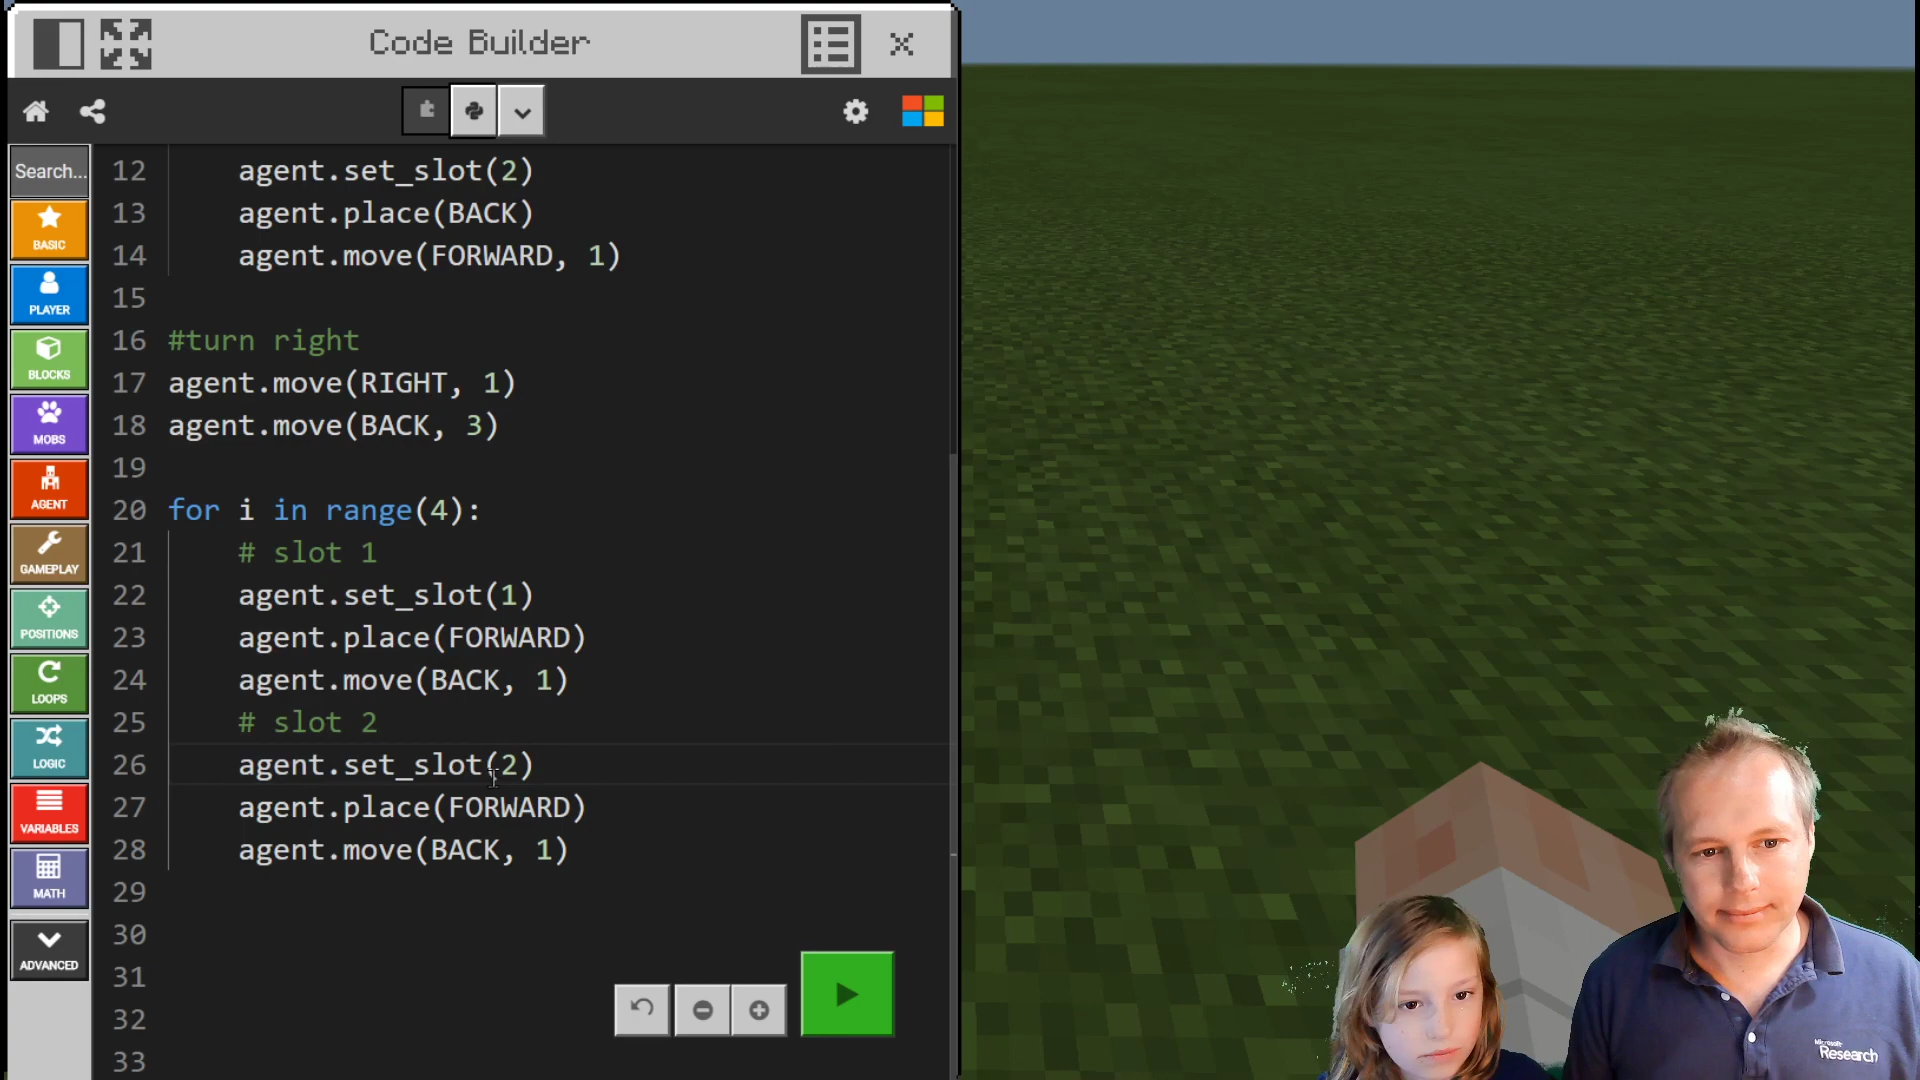 Code Builder
Search...
BASIC
PLAYER
BLOCKS
MOBS
AGENT
GAMEPLAY
POSITIONS
LOOPS
LOGIC
VARIABLES
MATH
ADVANCED
12 agent.set_slot(2)
13 agent.place(BACK)
14 agent.move(FORWARD, 1)
15
16 #turn right
17 agent.move(RIGHT, 1)
18 agent.move(BACK, 3)
19
20 for i in range(4):
21 # slot 1
22 agent.set_slot(1)
23 agent.place(FORWARD)
24 agent.move(BACK, 1)
25 # slot 2
26 agent.set_slot(2)
27 agent.place(FORWARD)
28 agent.move(BACK, 1)
29
30
31
32
33
Microsoft
Research